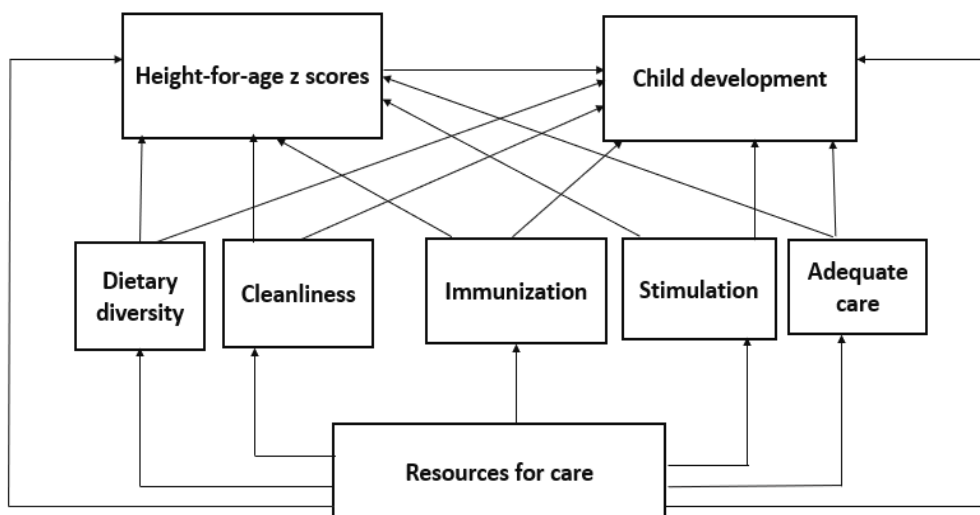 Height-for-age z scores
Child development
Dietary
diversity
Cleanliness
Immunization
Stimulation
Adequate
care
Resources for care